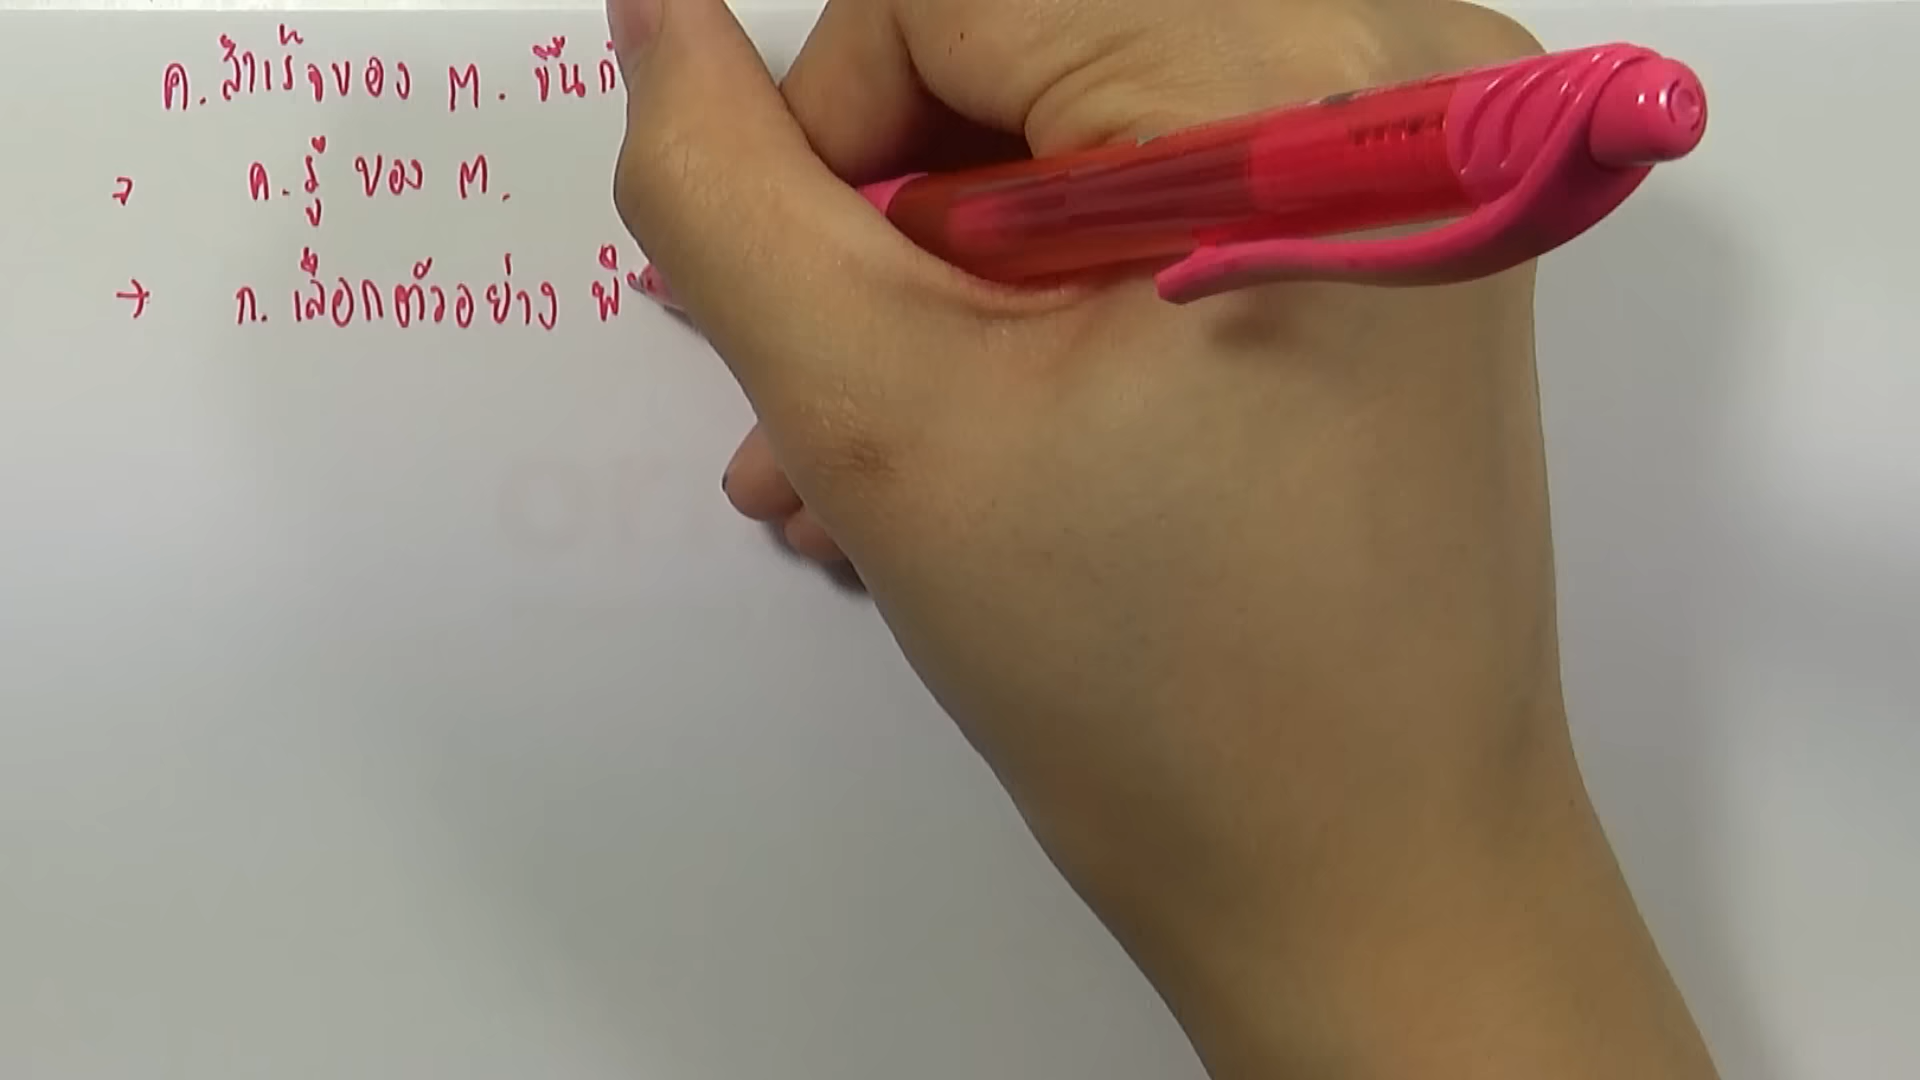 ค. สำเร็จของ M. ขึ้นก
→ ค. รู้ ของ M.
→ ก. เลือกตัวอย่าง